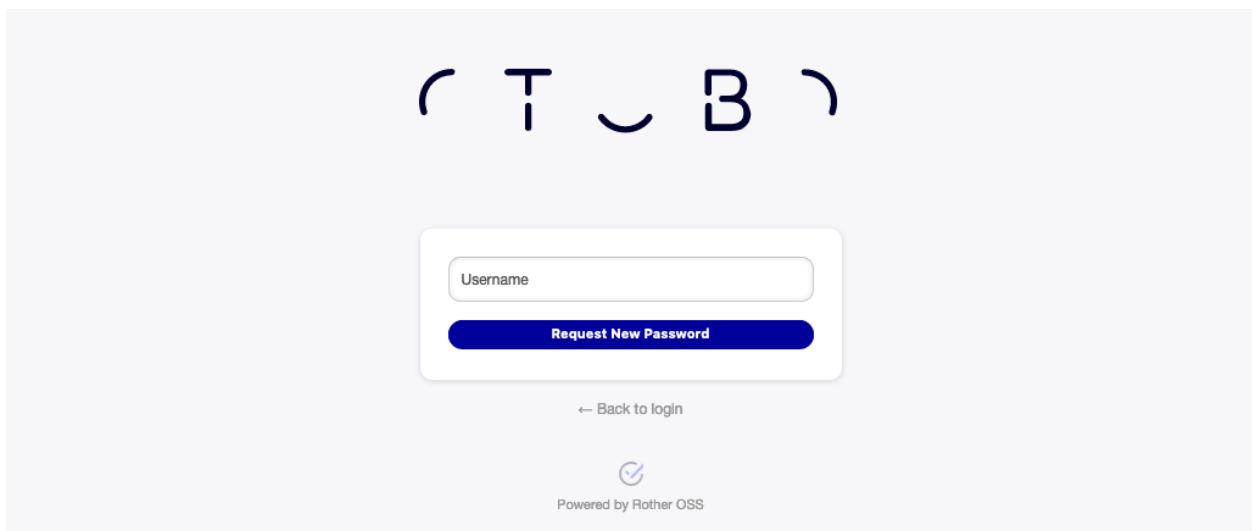 T B
Username
Request New Password
← Back to login
Powered by Rother OSS